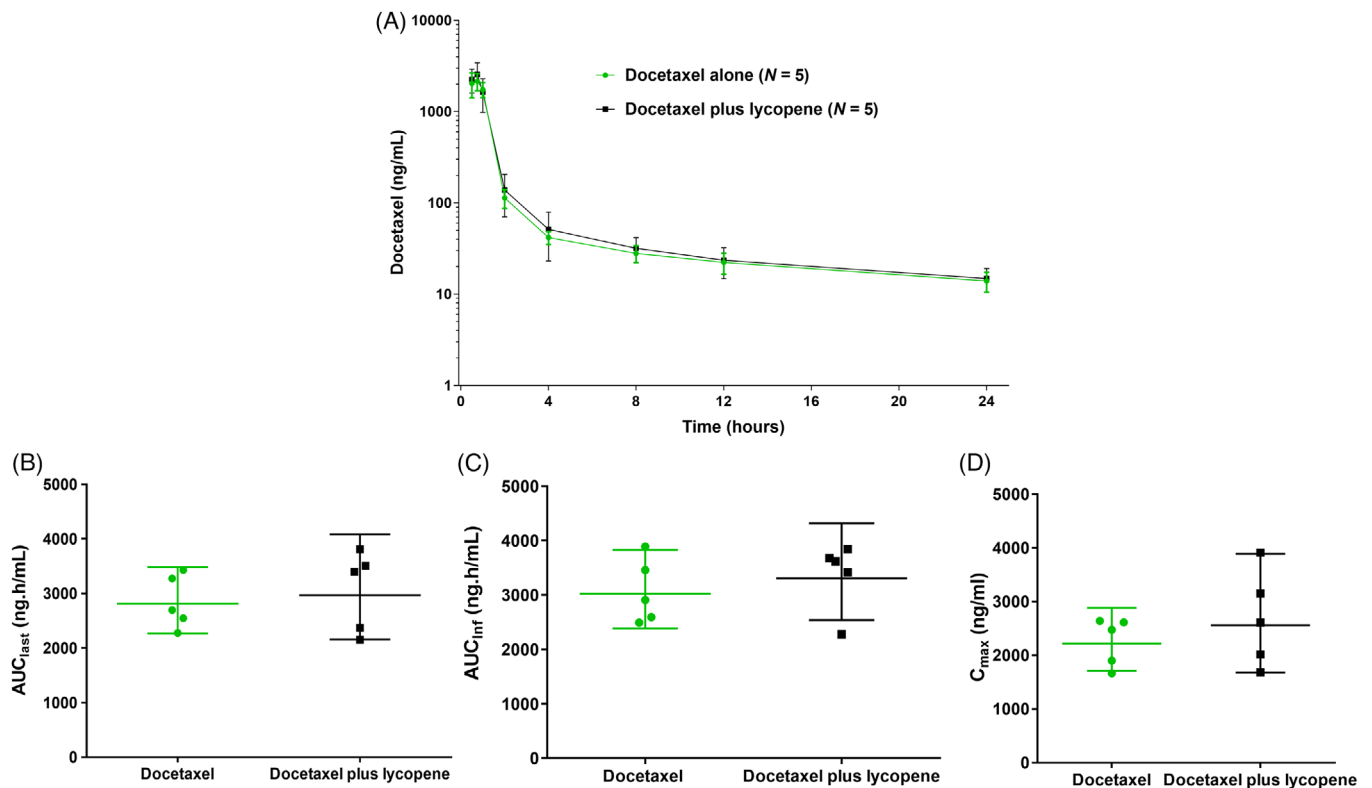 (A)
10000
1000
100
10
1
Docetaxel (ng/mL)
Docetaxel alone (N = 5)
Docetaxel plus lycopene (N = 5)
0 4 8 12 16 20 24
Time (hours)
(B)
5000
4000
3000
2000
1000
0
AUClast (ng.h/mL)
Docetaxel Docetaxel plus lycopene
(C)
5000
4000
3000
2000
1000
0
AUCInf (ng.h/mL)
Docetaxel Docetaxel plus lycopene
(D)
5000
4000
3000
2000
1000
0
Cmax (ng/ml)
Docetaxel Docetaxel plus lycopene